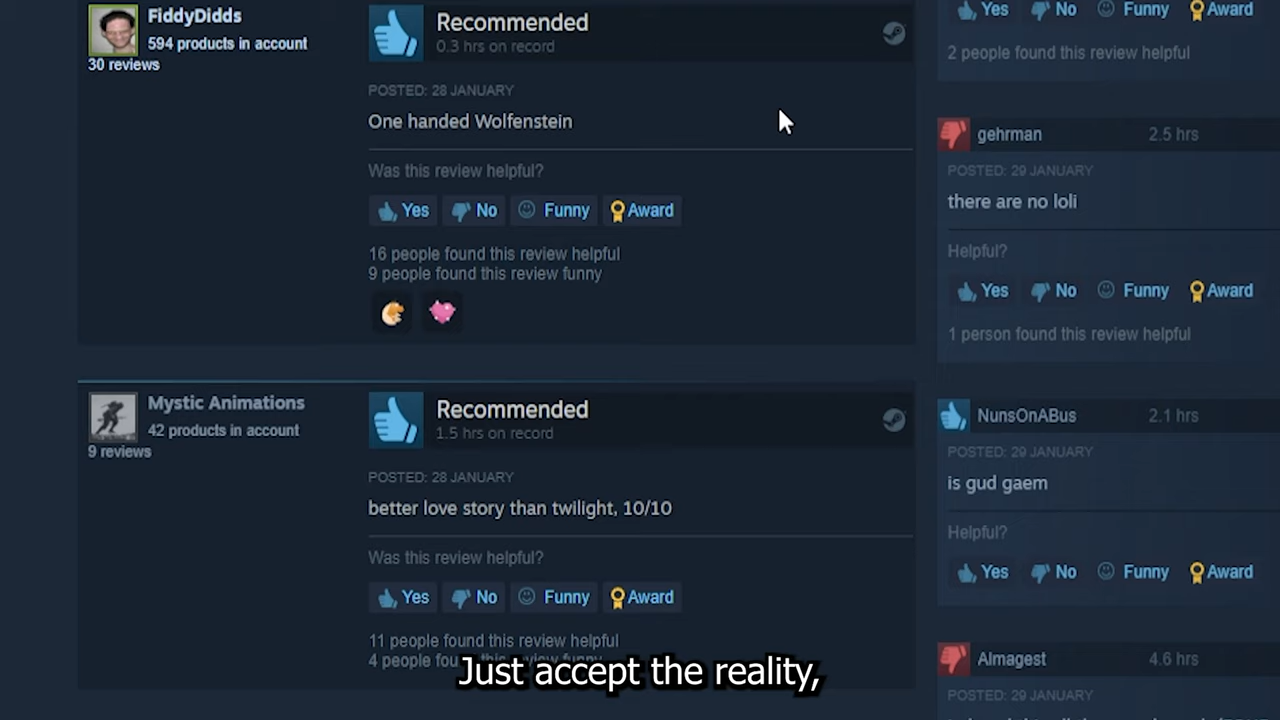 FiddyDidds
594 products in account
30 reviews
Recommended
0.3 hrs on record
POSTED: 28 JANUARY
One handed Wolfenstein
Was this review helpful?
Yes No Funny Award
16 people found this review helpful
9 people found this review funny
Mystic Animations
42 products in account
9 reviews
Recommended
1.5 hrs on record
POSTED: 28 JANUARY
better love story than twilight, 10/10
Was this review helpful?
Yes No Funny Award
11 people found this review helpful
4 people found this review funny
Yes No Funny Award
2 people found this review helpful
gehrman 2.5 hrs
POSTED: 29 JANUARY
there are no loli
Helpful?
Yes No Funny Award
1 person found this review helpful
NunsOnABus 2.1 hrs
POSTED: 29 JANUARY
is gud gaem
Helpful?
Yes No Funny Award
Almagest 4.6 hrs
POSTED: 29 JANUARY
Just accept the reality,